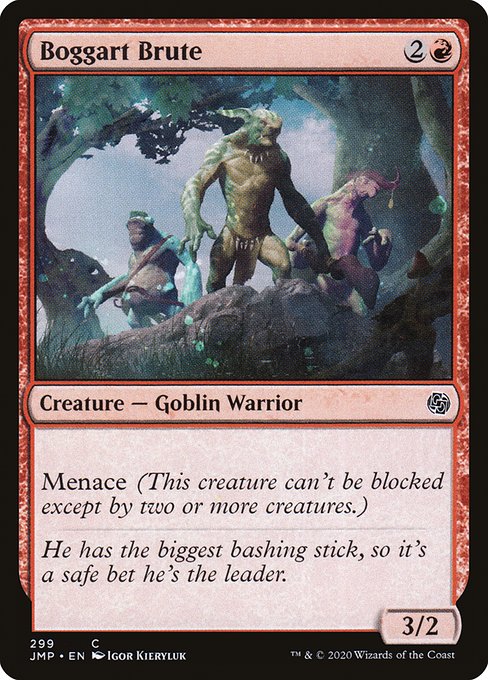 Boggart Brute 2
Creature — Goblin Warrior
Menace (This creature can't be blocked
except by two or more creatures.)
He has the biggest bashing stick, so it's
a safe bet he's the leader.
3/2
299 C
JMP • EN Igor Kieryluk ™ & © 2020 Wizards of the Coast